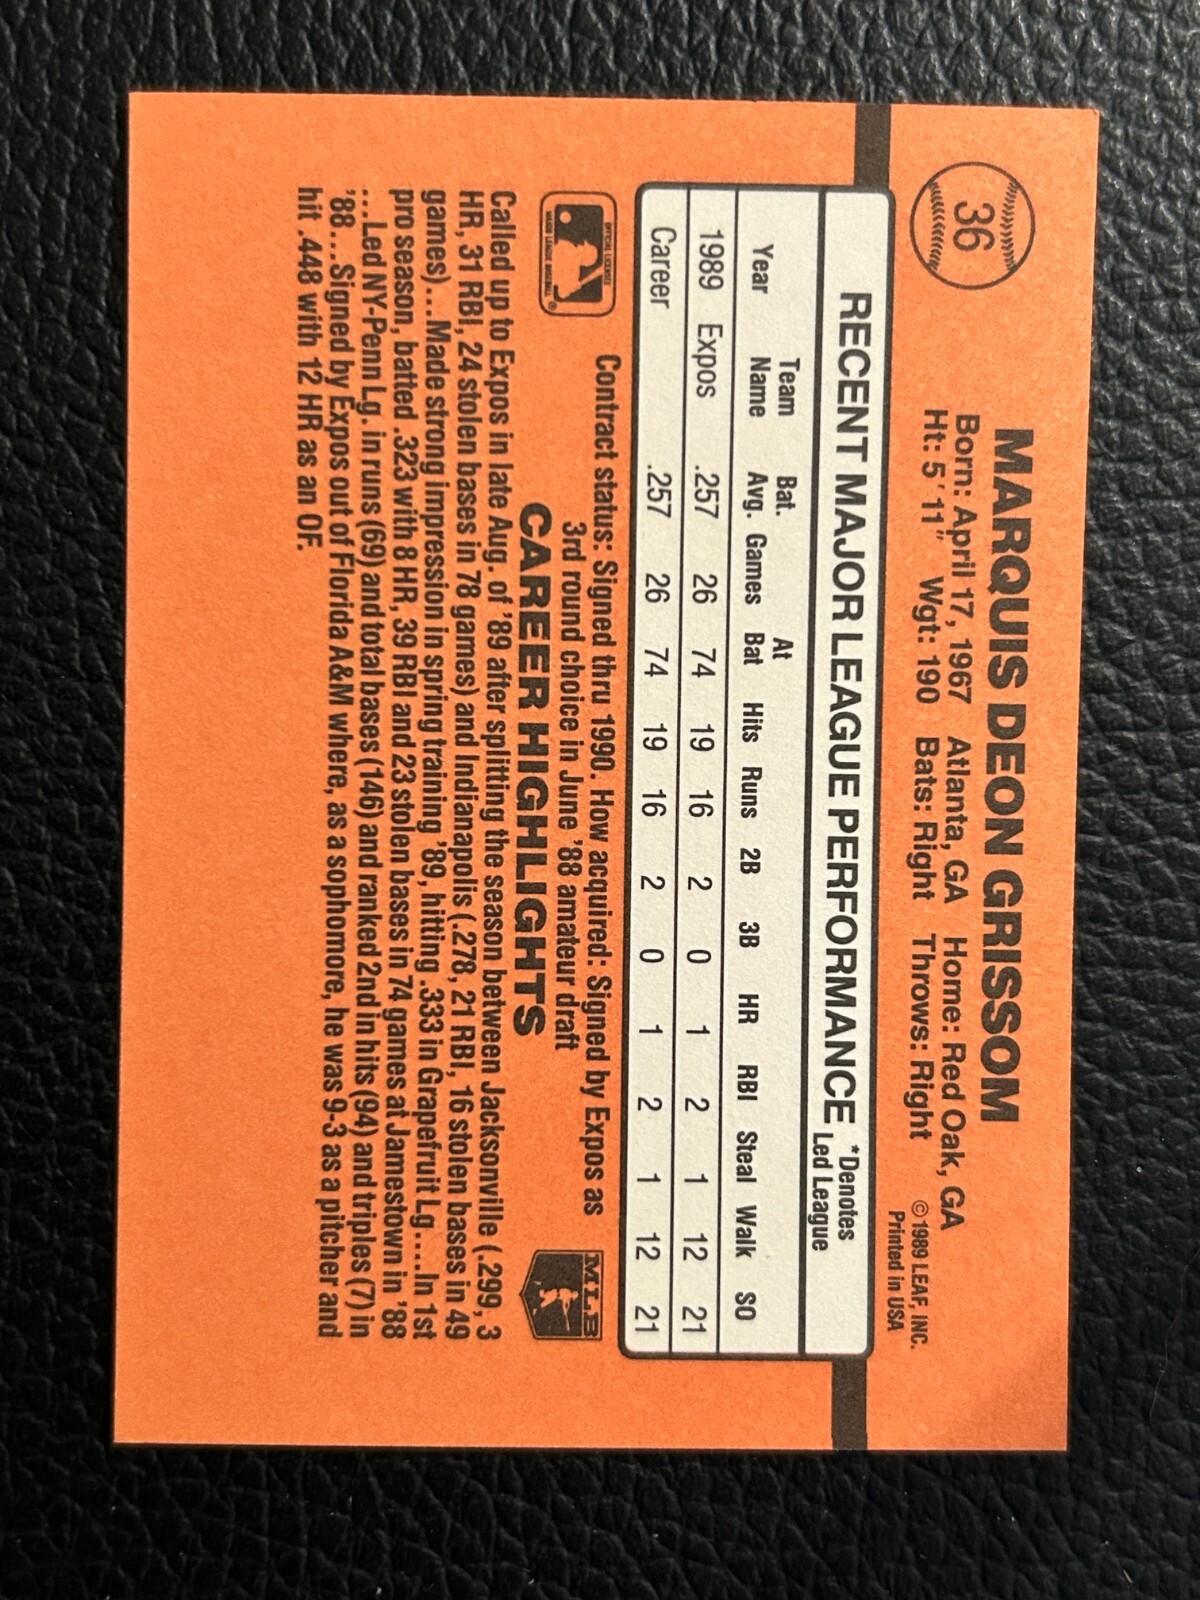 36
MARQUIS DEON GRISSOM
Born: April 17, 1967 Atlanta, GA Home: Red Oak, GA
Ht: 5' 11" Wgt: 190 Bats: Right Throws: Right
©1989 LEAF, INC.
Printed in USA
RECENT MAJOR LEAGUE PERFORMANCE *Denotes Led League
Year Team Name Bat. Avg. Games At Bat Hits Runs 2B 3B HR RBI Steal Walk SO
1989 Expos .257 26 74 19 16 2 0 1 2 1 12 21
Career .257 26 74 19 16 2 0 1 2 1 12 21
OFFICIAL LICENSEE
MAJOR LEAGUE BASEBALL
®
Contract status: Signed thru 1990. How acquired: Signed by Expos as
3rd round choice in June '88 amateur draft
MLB
CAREER HIGHLIGHTS
Called up to Expos in late Aug. of '89 after splitting the season between Jacksonville (.299, 3
HR, 31 RBI, 24 stolen bases in 78 games) and Indianapolis (.278, 21 RBI, 16 stolen bases in 49
games)...Made strong impression in spring training '89, hitting .333 in Grapefruit Lg....In 1st
pro season, batted .323 with 8 HR, 39 RBI and 23 stolen bases in 74 games at Jamestown in '88
...Led NY-Penn Lg. in runs (69) and total bases (146) and ranked 2nd in hits (94) and triples (7) in
'88...Signed by Expos out of Florida A&M where, as a sophomore, he was 9-3 as a pitcher and
hit .448 with 12 HR as an OF.